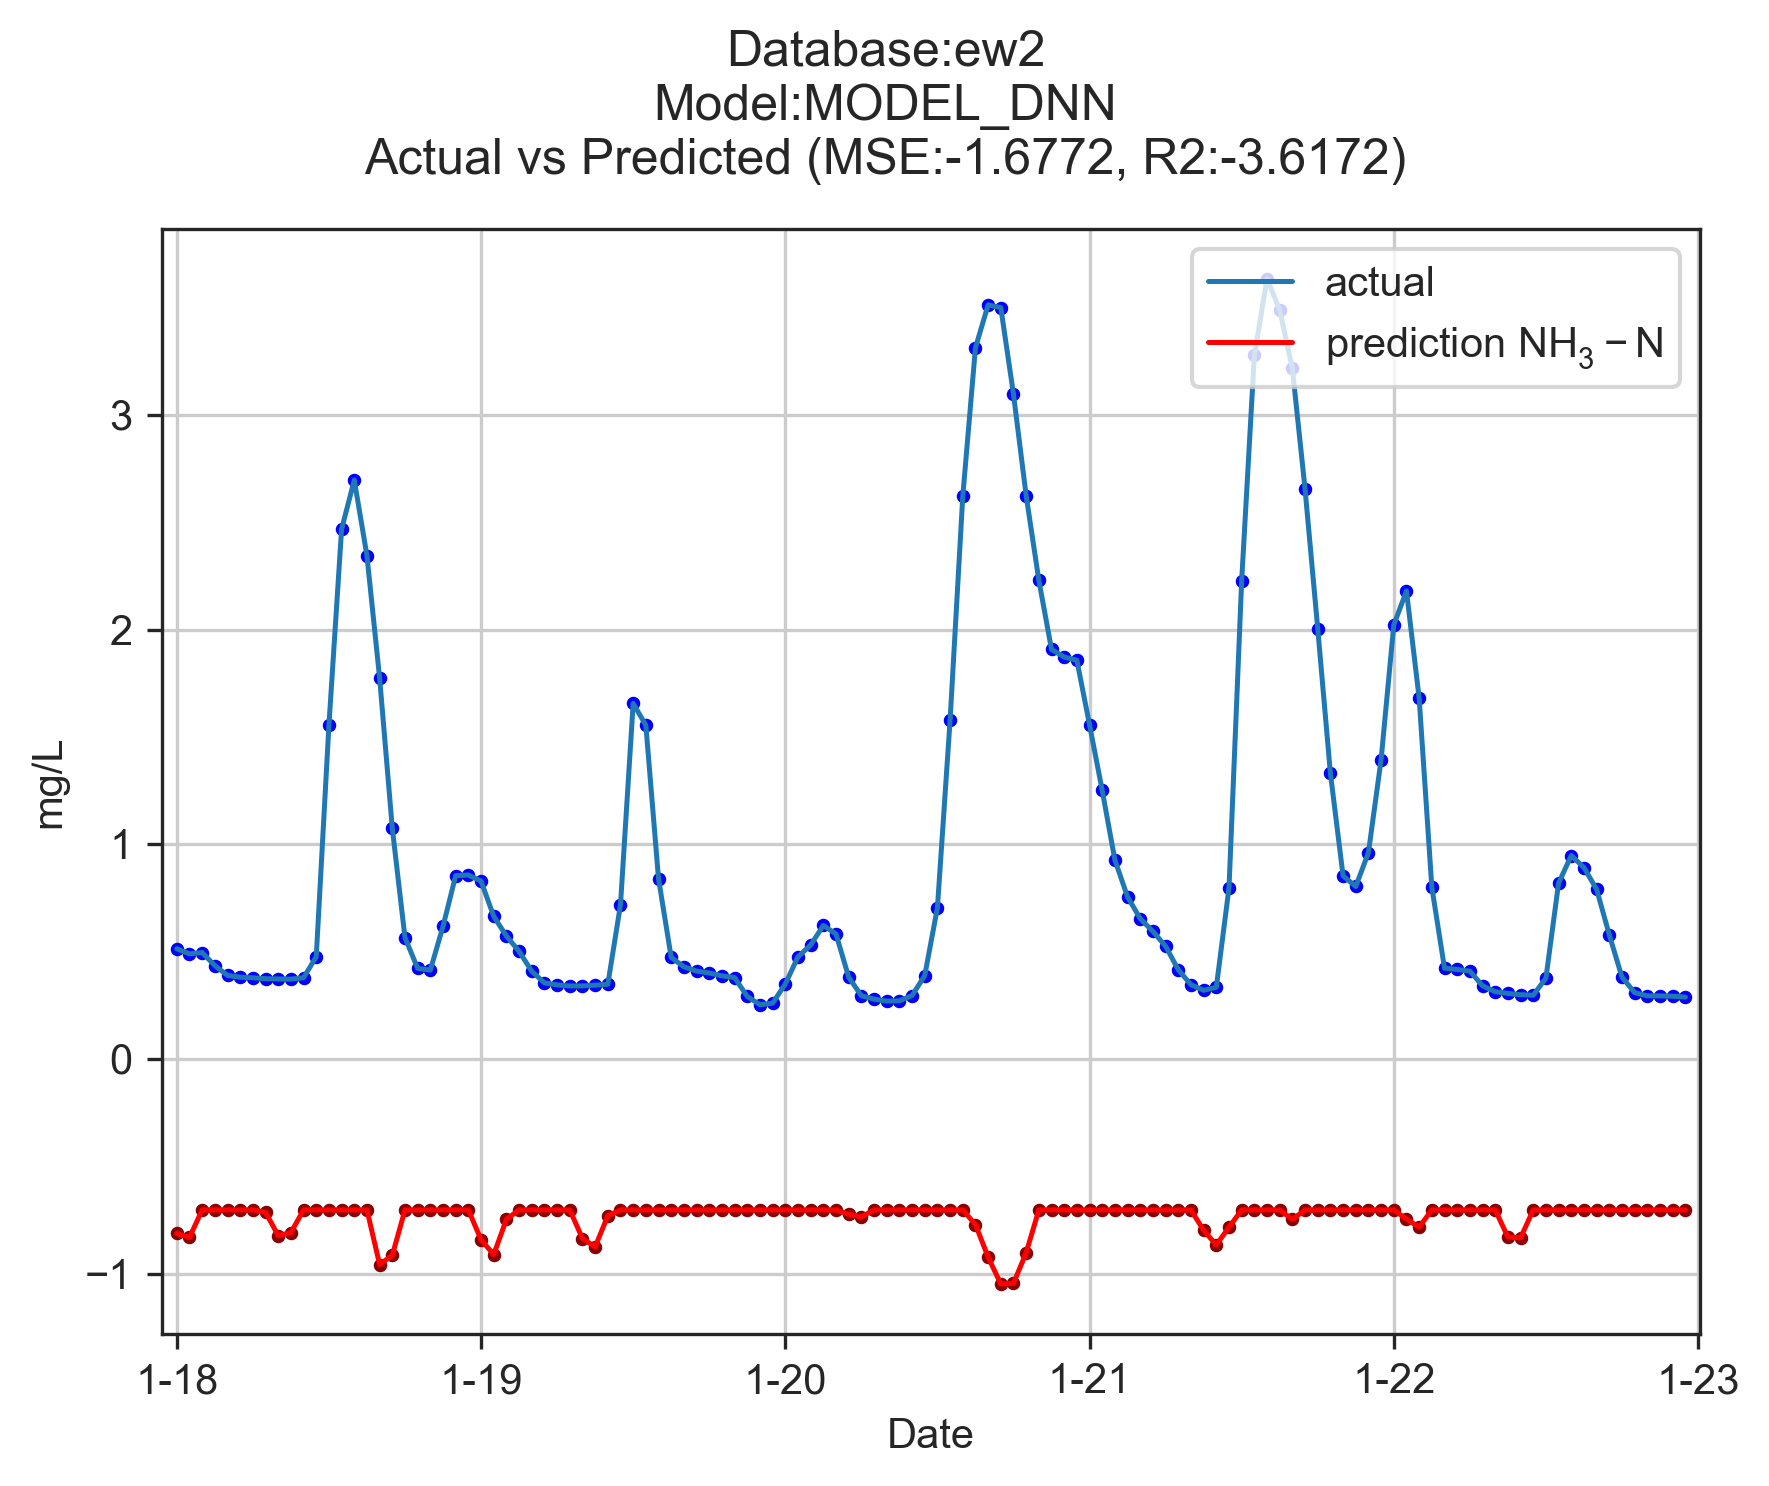 Database:ew2
Model:MODEL_DNN
Actual vs Predicted (MSE:-1.6772, R2:-3.6172)
actual
prediction NH₃ − N
3
2
1
0
−1
mg/L
1-18 1-19 1-20 1-21 1-22 1-23
Date